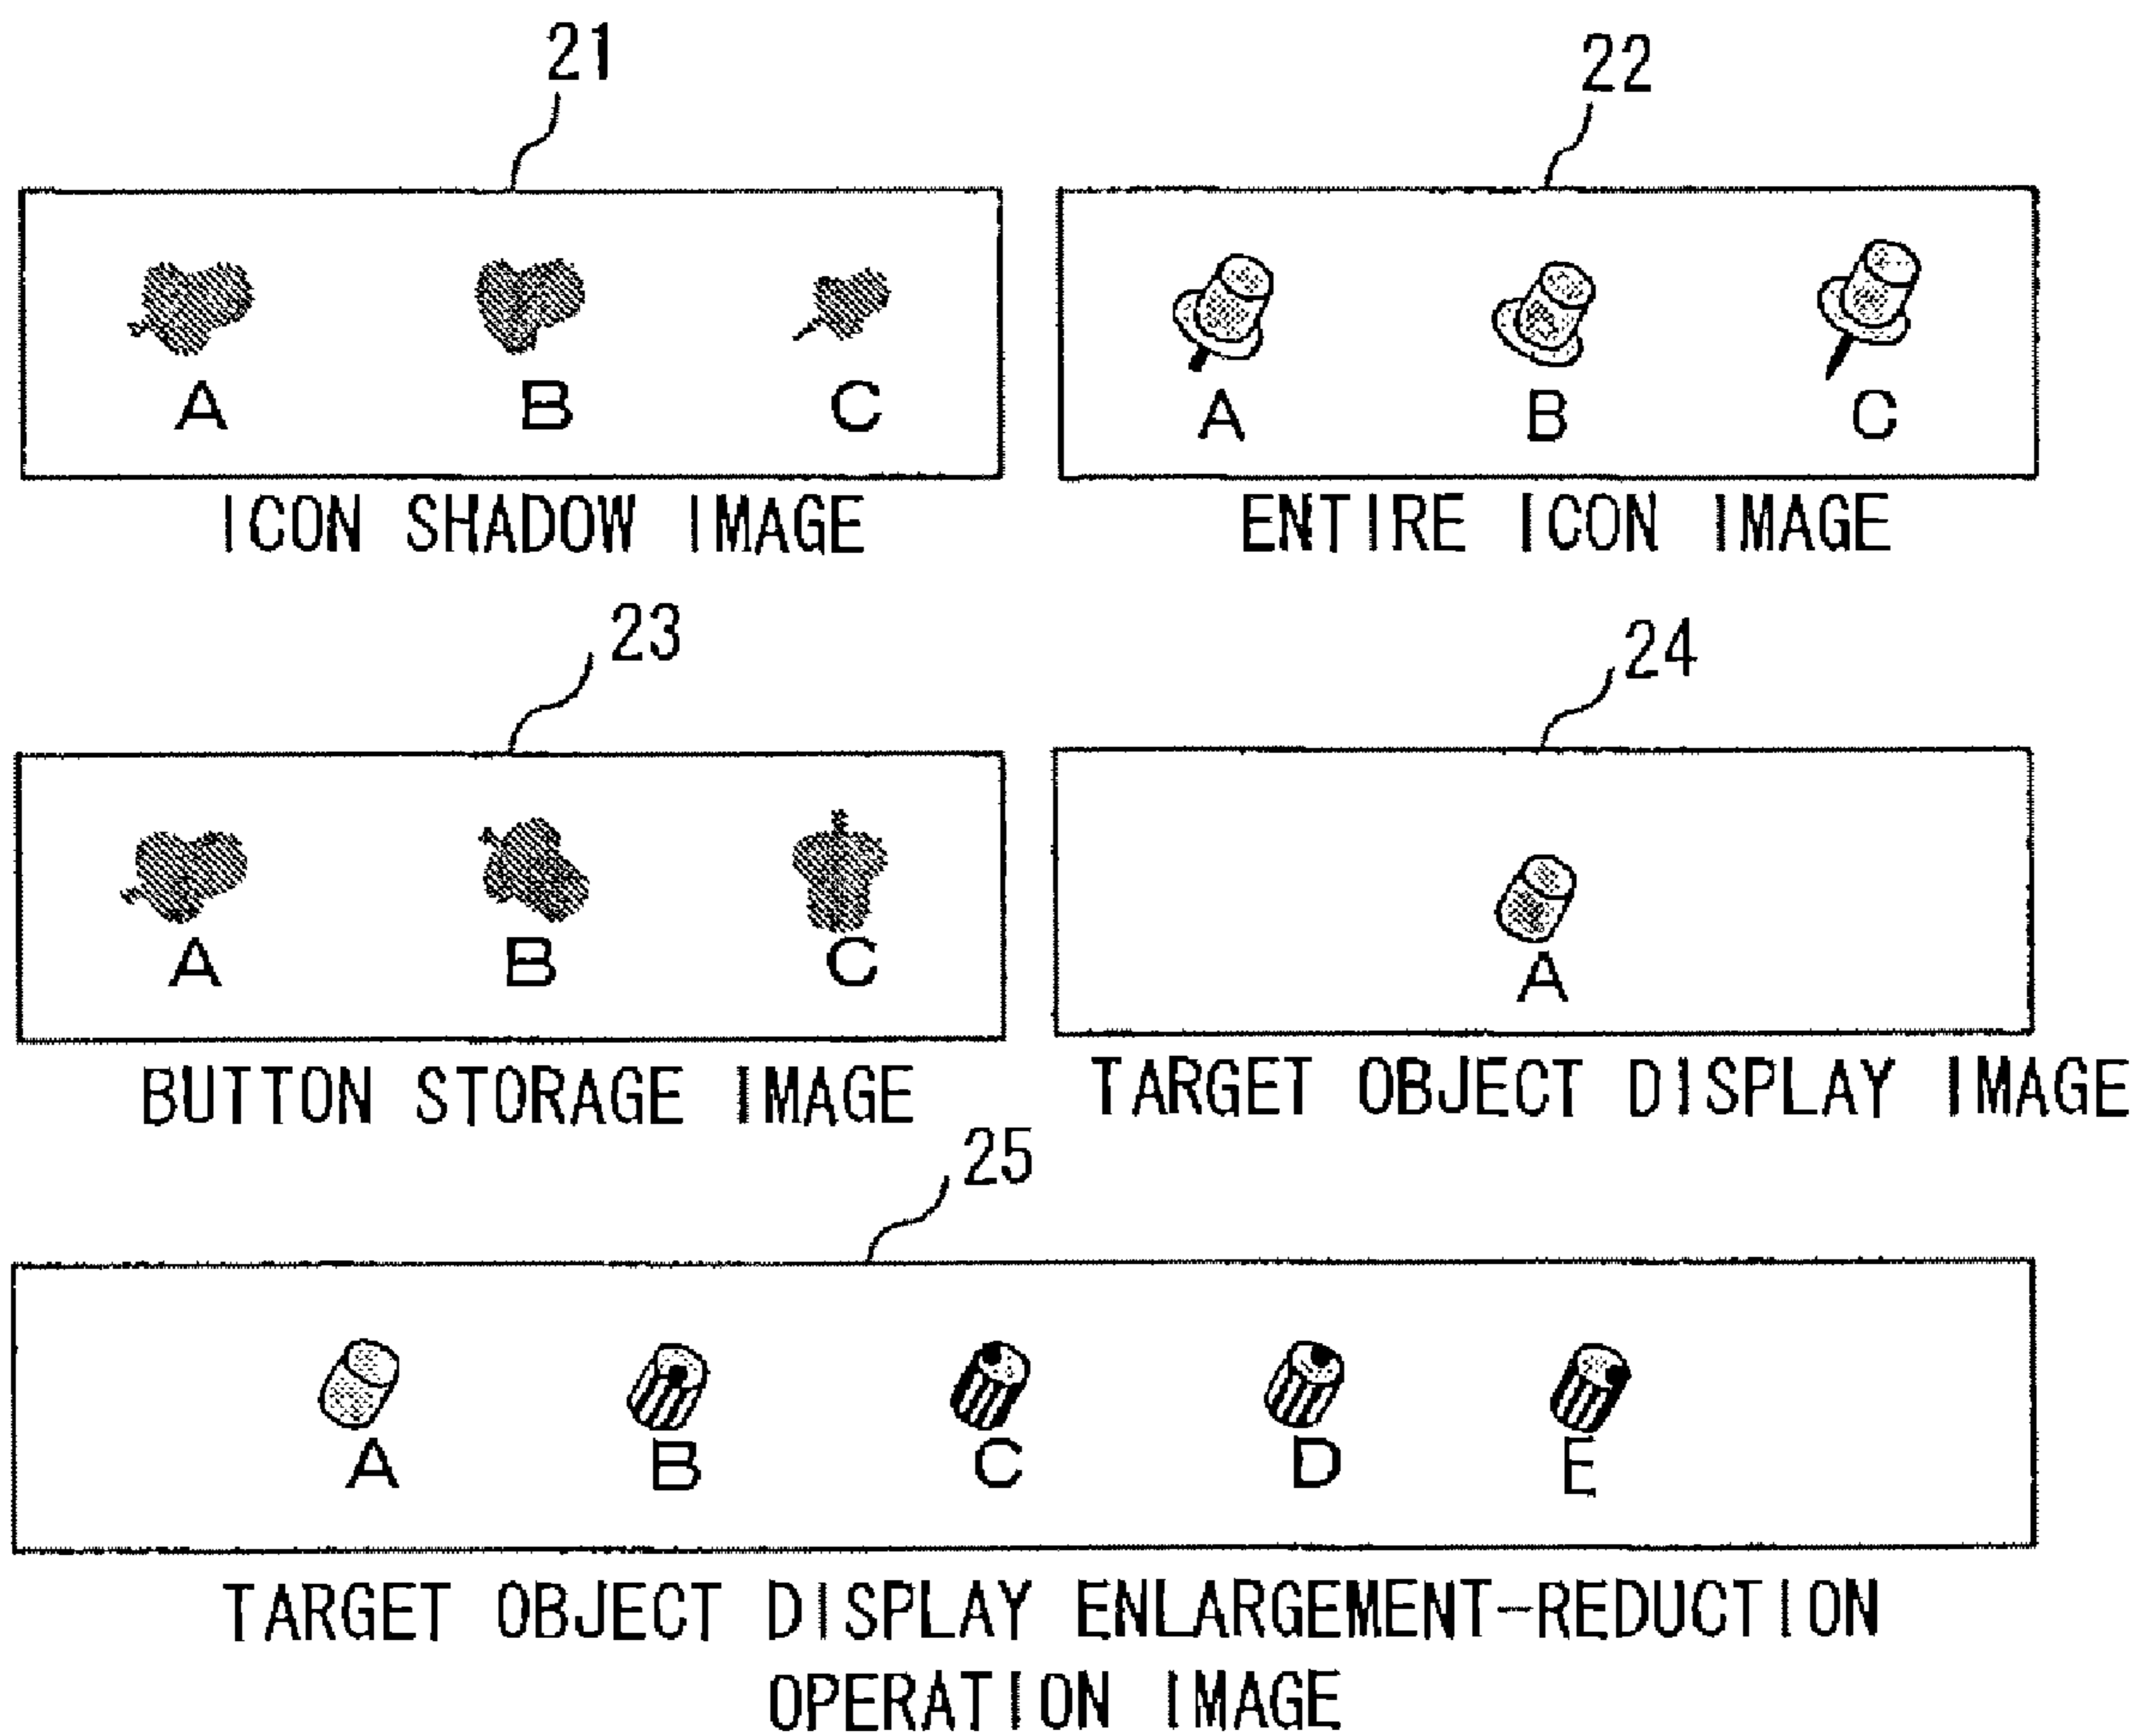 21
22
A B C
A B C
ICON SHADOW IMAGE
ENTIRE ICON IMAGE
23
24
A B C
A
BUTTON STORAGE IMAGE
TARGET OBJECT DISPLAY IMAGE
25
A B C D E
TARGET OBJECT DISPLAY ENLARGEMENT-REDUCTION
OPERATION IMAGE